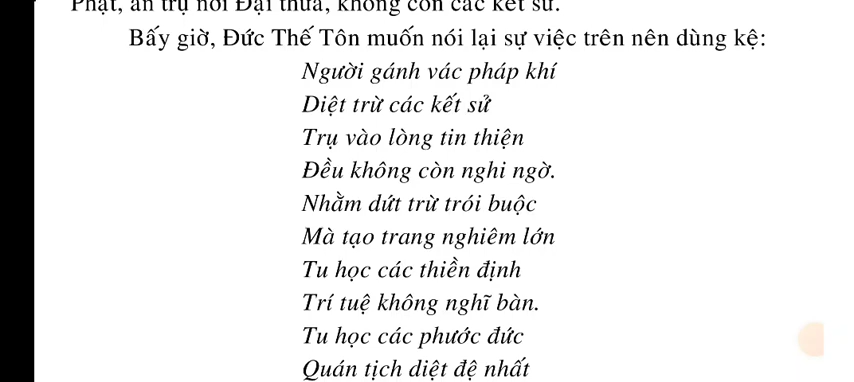 Phật, an trụ nơi Đại thừa, không còn các kết sử.
Bấy giờ, Đức Thế Tôn muốn nói lại sự việc trên nên dùng kệ:
Người gánh vác pháp khí
Diệt trừ các kết sử
Trụ vào lòng tin thiện
Đều không còn nghi ngờ.
Nhằm dứt trừ trói buộc
Mà tạo trang nghiêm lớn
Tu học các thiền định
Trí tuệ không nghĩ bàn.
Tu học các phước đức
Quán tịch diệt đệ nhất